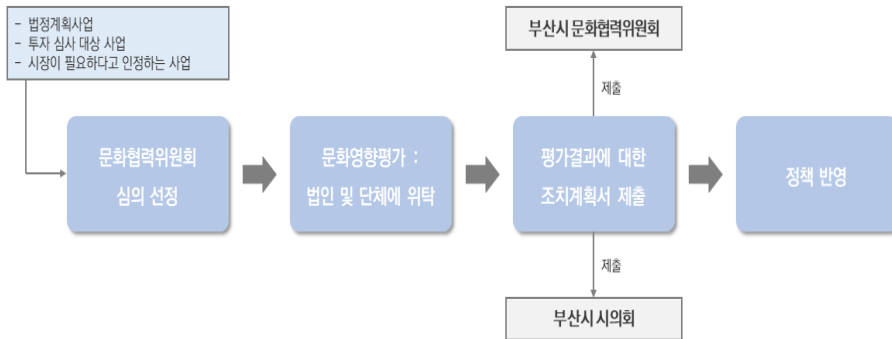 - 법정계획사업
- 투자 심사 대상 사업
- 시장이 필요하다고 인정하는 사업
부산시 문화협력위원회
제출
문화협력위원회
심의 선정
문화영향평가 :
법인 및 단체에 위탁
평가결과에 대한
조치계획서 제출
정책 반영
제출
부산시 시의회